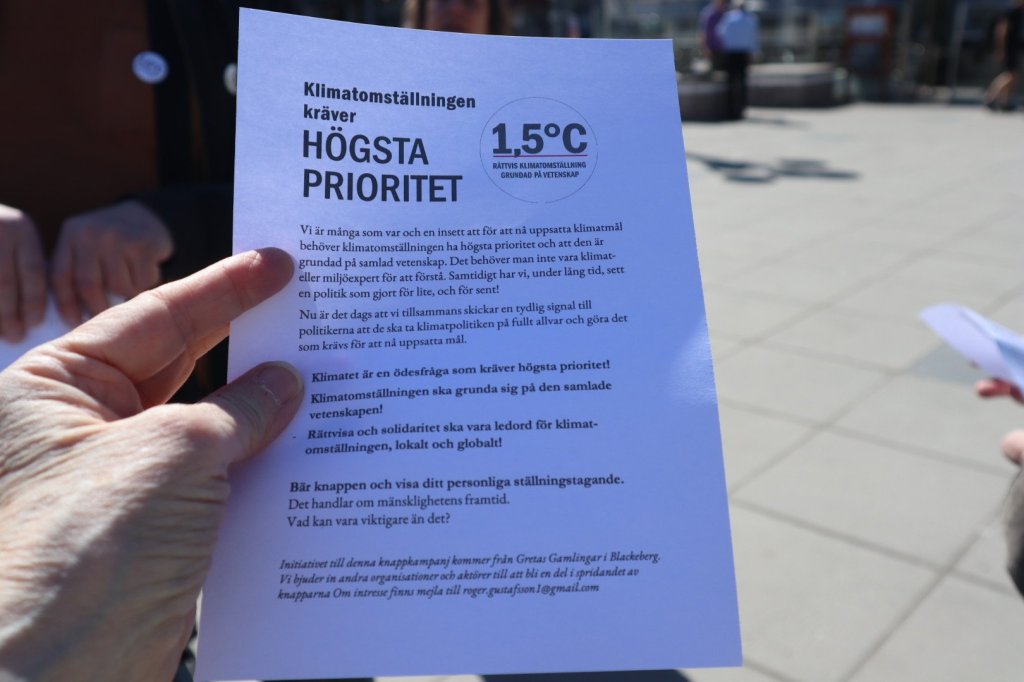 Klimatomställningen
kräver
HÖGSTA
PRIORITET
1,5°C
RÄTTVIS KLIMATOMSTÄLLNING
GRUNDAD PÅ VETENSKAP
Vi är många som var och en insett att för att nå uppsatta klimatmål
behöver klimatomställningen ha högsta prioritet och att den är
grundad på samlad vetenskap. Det behöver man inte vara klimat-
eller miljöexpert för att förstå. Samtidigt har vi, under lång tid, sett
en politik som gjort för lite, och för sent!
Nu är det dags att vi tillsammans skickar en tydlig signal till
politikerna att de ska ta klimatpolitiken på fullt allvar och göra det
som krävs för att nå uppsatta mål.
Klimatet är en ödesfråga som kräver högsta prioritet!
Klimatomställningen ska grunda sig på den samlade
vetenskapen!
- Rättvisa och solidaritet ska vara ledord för klimat-
omställningen, lokalt och globalt!
Bär knappen och visa ditt personliga ställningstagande.
Det handlar om mänsklighetens framtid.
Vad kan vara viktigare än det?
Initiativet till denna knappkampanj kommer från Gretas Gamlingar i Blackeberg.
Vi bjuder in andra organisationer och aktörer till att bli en del i spridandet av
knapparna Om intresse finns mejla till roger.gustafsson1@gmail.com